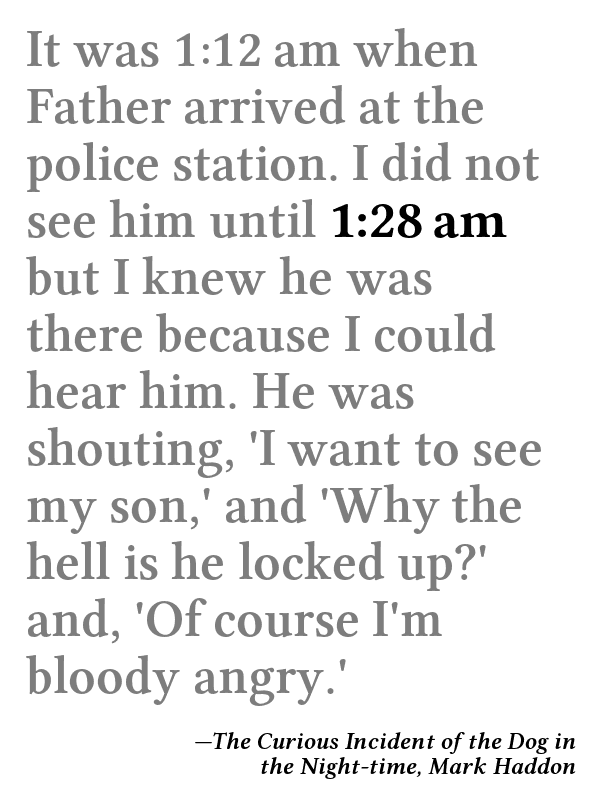 It was 1:12 am when
Father arrived at the
police station. I did not
see him until 1:28 am
but I knew he was
there because I could
hear him. He was
shouting, 'I want to see
my son,' and 'Why the
hell is he locked up?'
and, 'Of course I'm
bloody angry.'
—The Curious Incident of the Dog in
the Night-time, Mark Haddon